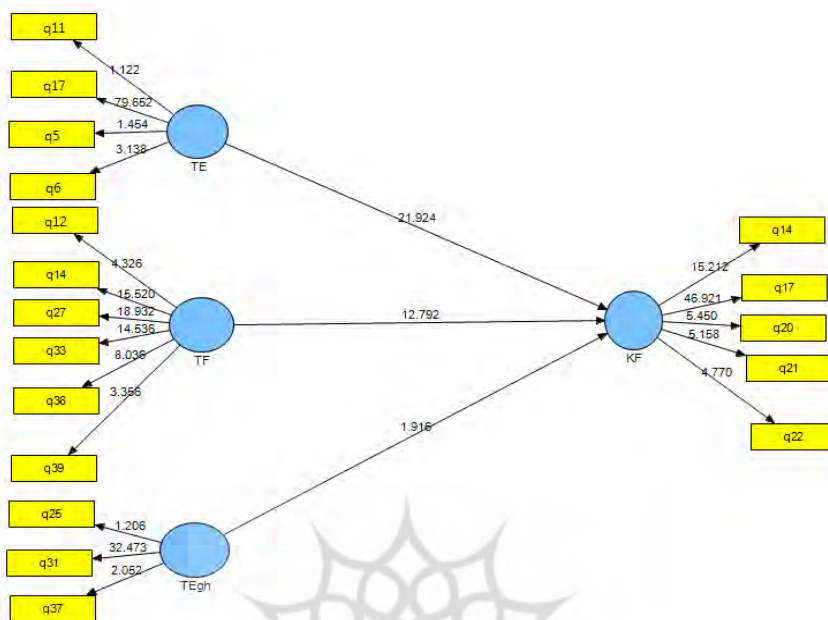 q11
1.122
q17
79.652
q5
1.454
3.138
TE
q6
q12
4.326
q14
15.520
q27
18.932
q33
14.536
TF
q38
3.356
q39
21.924
12.792
1.916
KF
q14
15.212
q17
46.921
q20
5.450
q21
5.158
q22
4.770
q25
1.206
q31
32.473
TEgh
q37
2.052